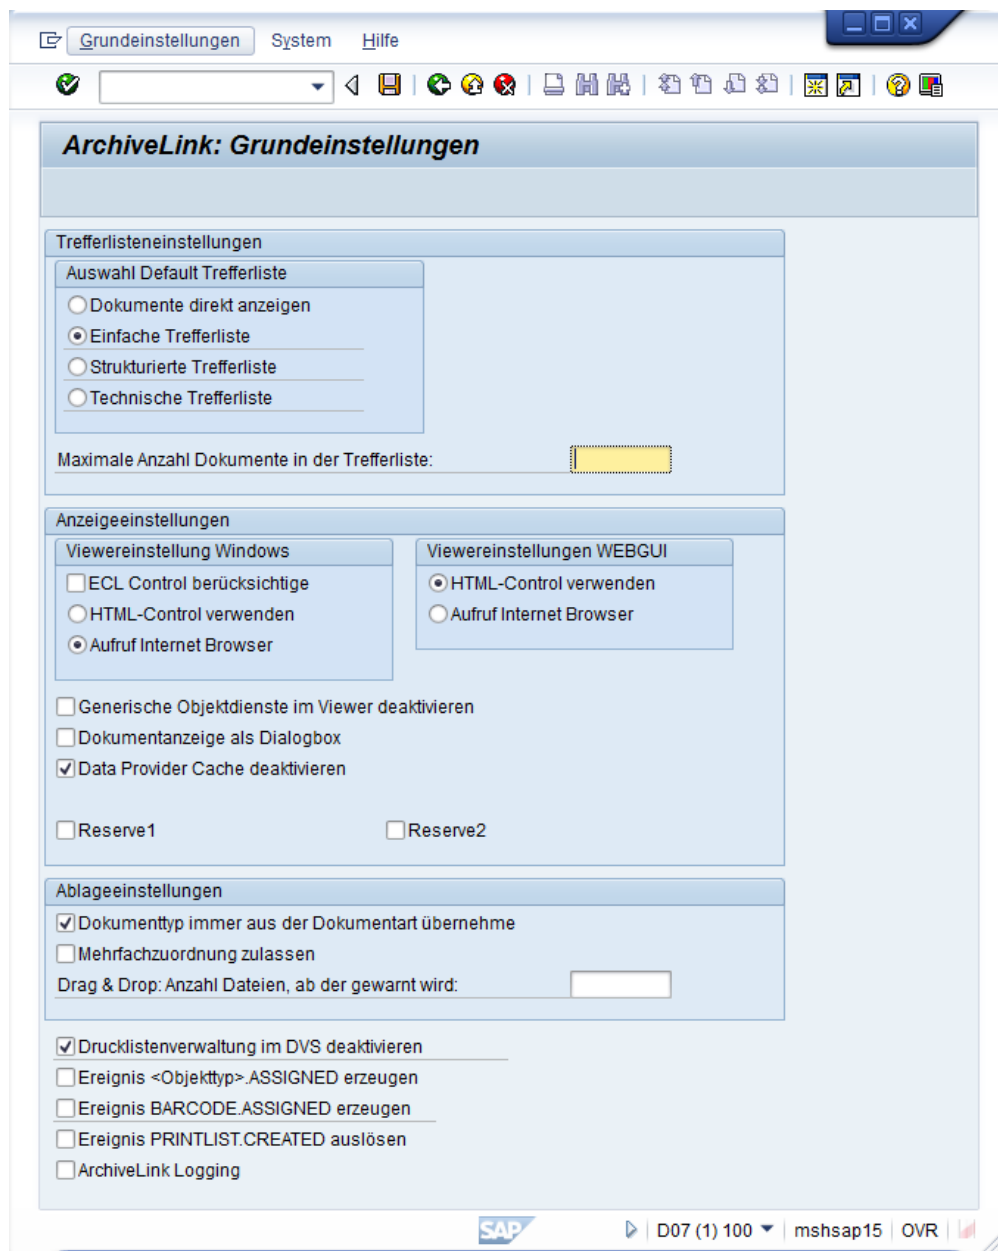 Grundeinstellungen System Hilfe
ArchiveLink: Grundeinstellungen
Trefferlisteneinstellungen
Auswahl Default Trefferliste
Dokumente direkt anzeigen
Einfache Trefferliste
Strukturierte Trefferliste
Technische Trefferliste
Maximale Anzahl Dokumente in der Trefferliste:
Anzeigeeinstellungen
Viewereinstellung Windows
ECL Control berücksichtige
HTML-Control verwenden
Aufruf Internet Browser
Viewereinstellungen WEBGUI
HTML-Control verwenden
Aufruf Internet Browser
Generische Objektdienste im Viewer deaktivieren
Dokumentanzeige als Dialogbox
Data Provider Cache deaktivieren
Reserve1 Reserve2
Ablageeinstellungen
Dokumenttyp immer aus der Dokumentart übernehme
Mehrfachzuordnung zulassen
Drag & Drop: Anzahl Dateien, ab der gewarnt wird:
Drucklistenverwaltung im DVS deaktivieren
Ereignis <Objekttyp>.ASSIGNED erzeugen
Ereignis BARCODE.ASSIGNED erzeugen
Ereignis PRINTLIST.CREATED auslösen
ArchiveLink Logging
SAP D07 (1) 100 mshsap15 OVR